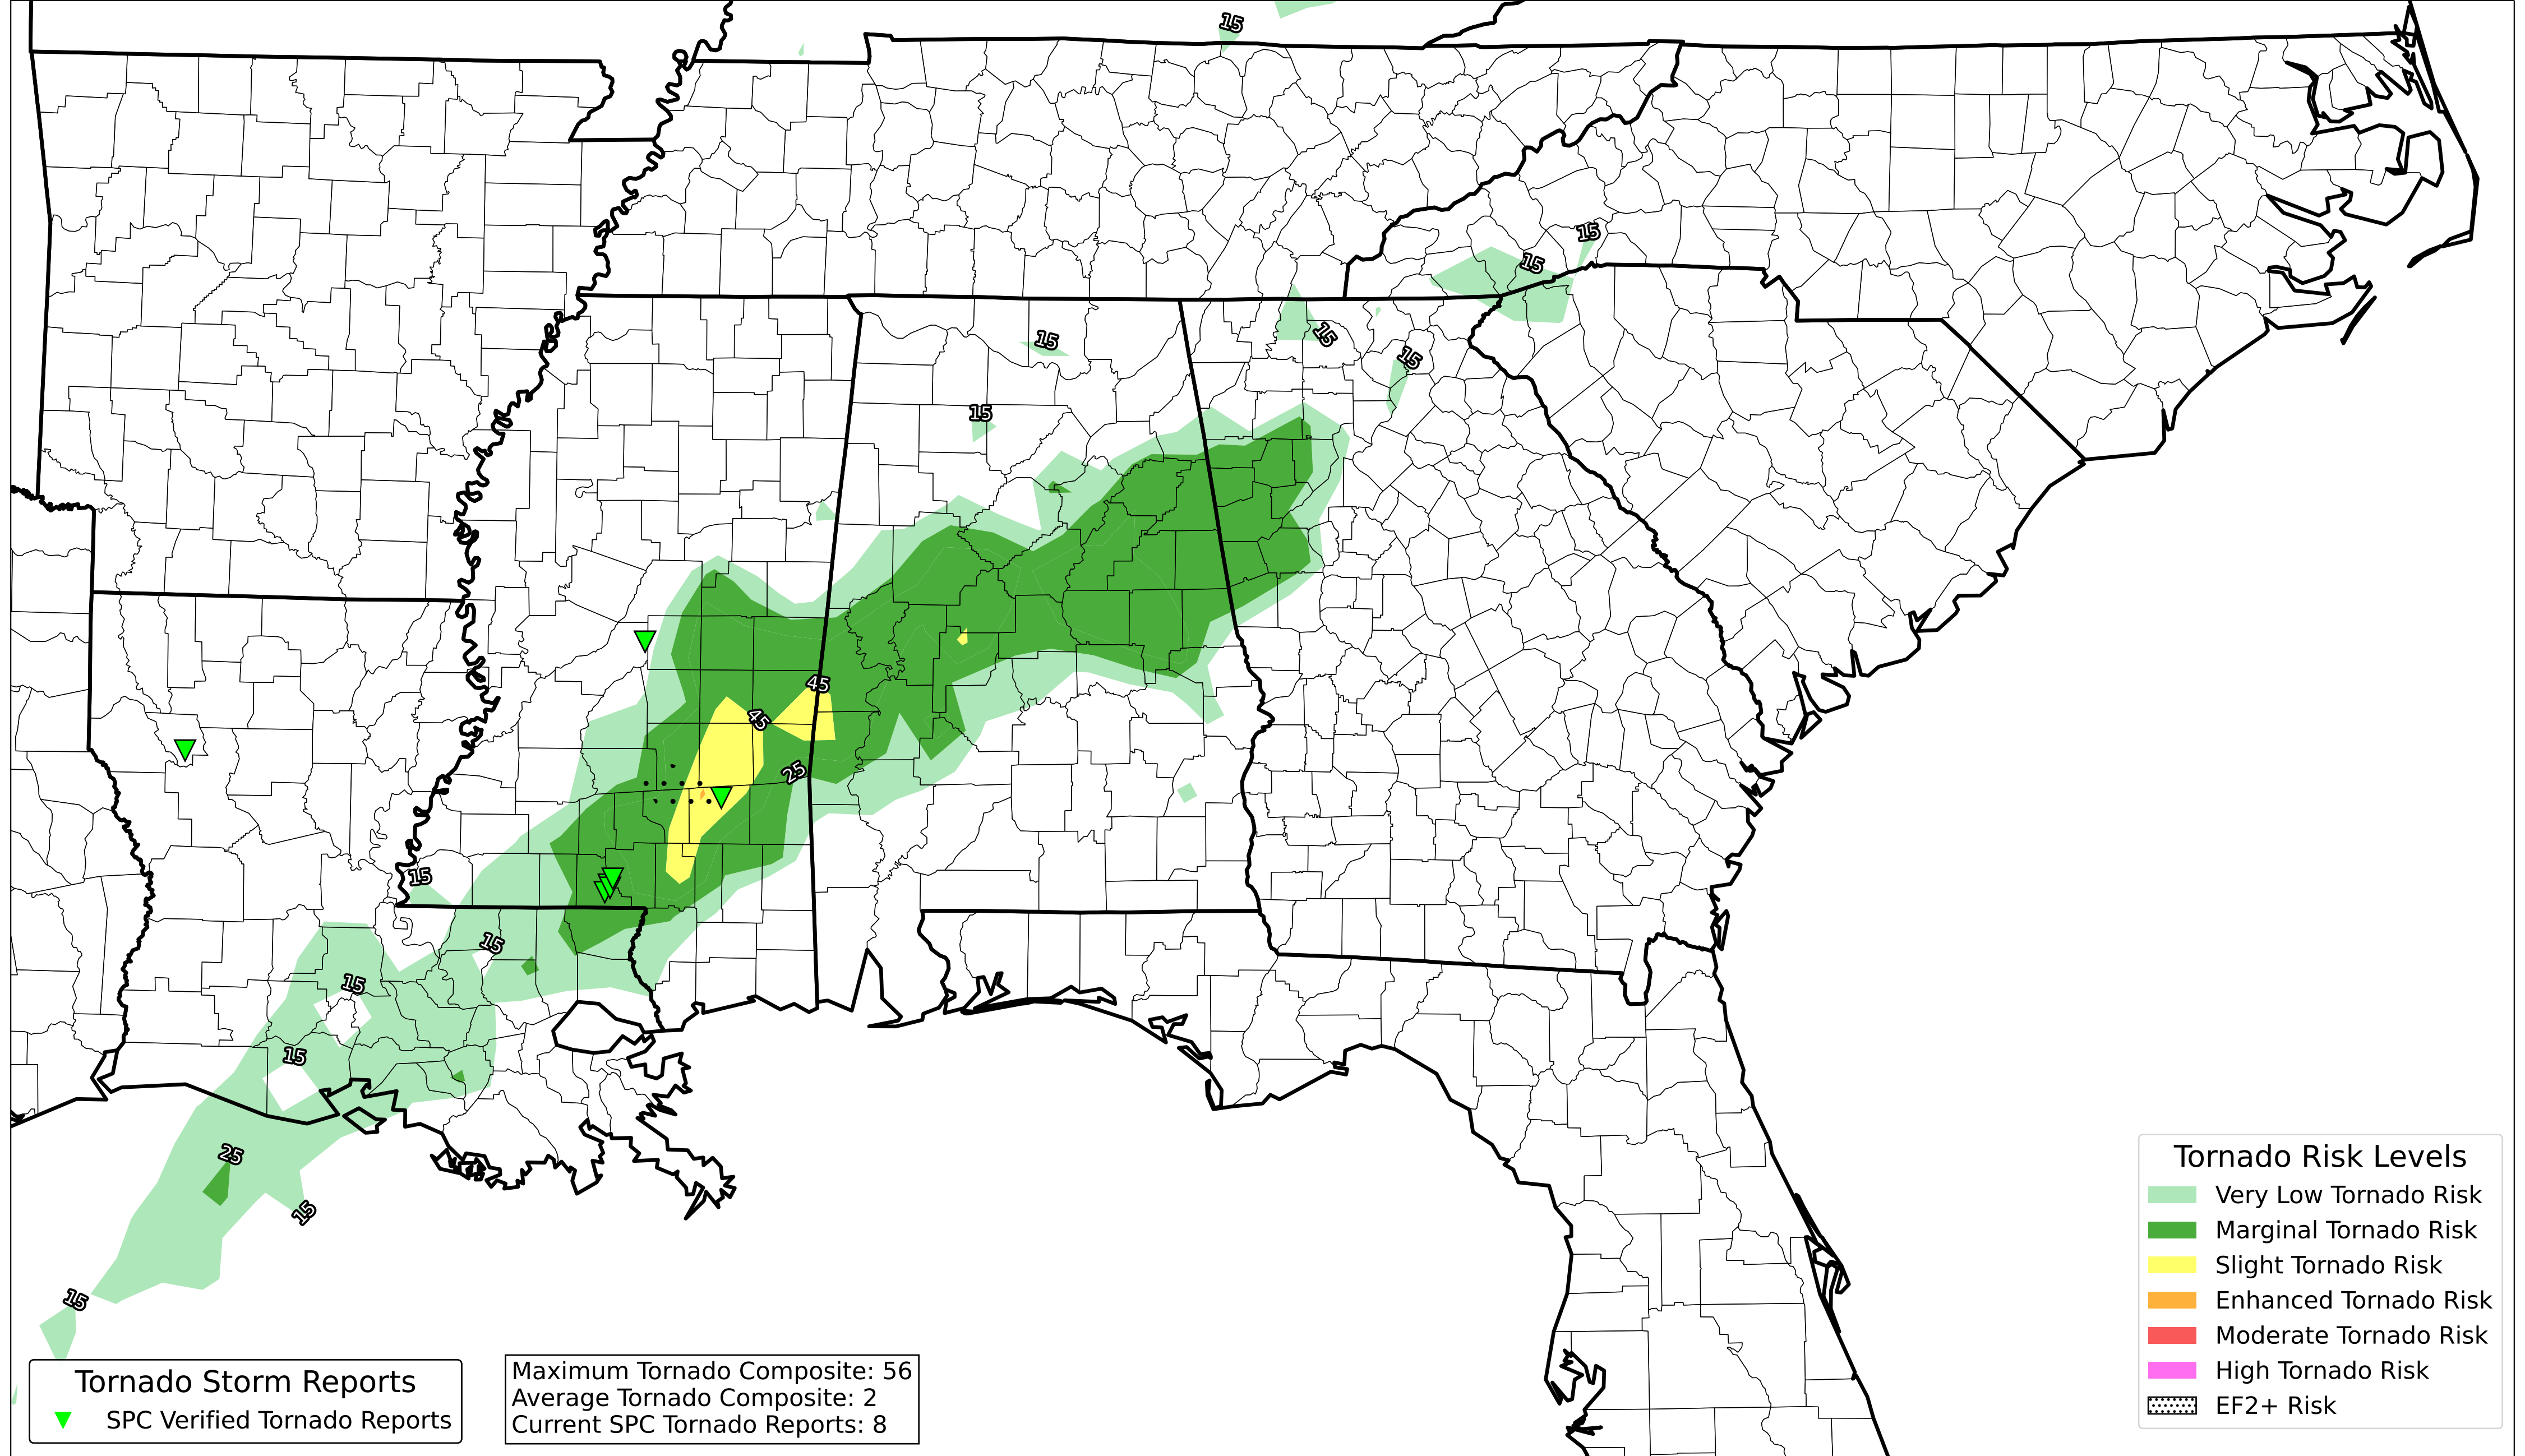 15
15
15
15
15
15
15
45
45
25
15
15
15
15
25
15
15
Tornado Risk Levels
Very Low Tornado Risk
Marginal Tornado Risk
Slight Tornado Risk
Enhanced Tornado Risk
Moderate Tornado Risk
High Tornado Risk
EF2+ Risk
Tornado Storm Reports
SPC Verified Tornado Reports
Maximum Tornado Composite: 56
Average Tornado Composite: 2
Current SPC Tornado Reports: 8